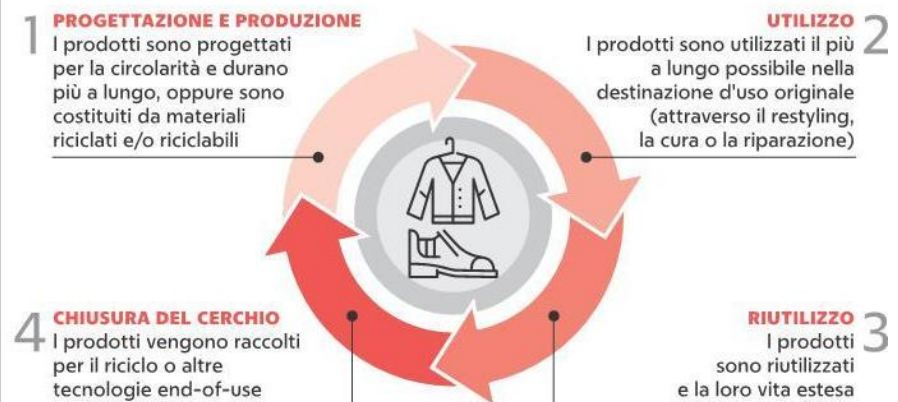 1
PROGETTAZIONE E PRODUZIONE
I prodotti sono progettati
per la circolarità e durano
più a lungo, oppure sono
costituiti da materiali
riciclati e/o riciclabili
2
UTILIZZO
I prodotti sono utilizzati il più
a lungo possibile nella
destinazione d'uso originale
(attraverso il restyling,
la cura o la riparazione)
3
RIUTILIZZO
I prodotti
sono riutilizzati
e la loro vita estesa
4
CHIUSURA DEL CERCHIO
I prodotti vengono raccolti
per il riciclo o altre
tecnologie end-of-use